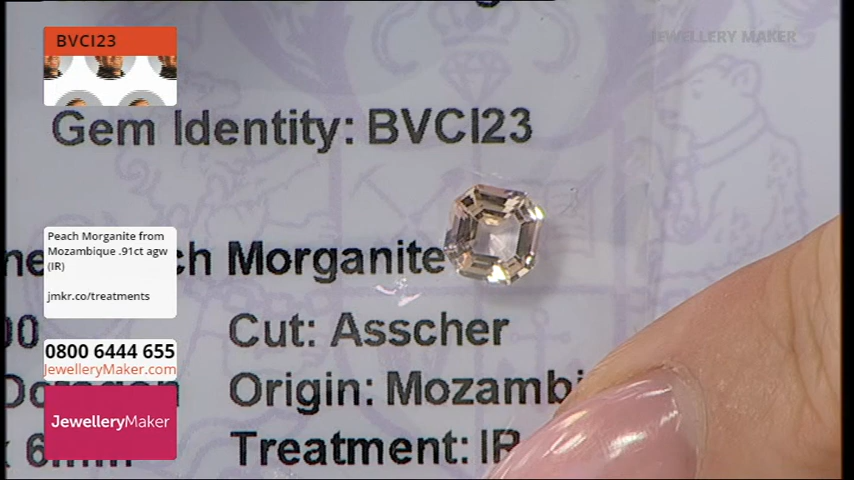 BVCI23
JEWELLERY MAKER
Gem Identity: BVCI23
Peach Morganite from
Mozambique .91ct agw
(IR)
jmkr.co/treatments
Morganite
Cut: Asscher
0800 6444 655
JewelleryMaker.com
Origin: Mozambi
JewelleryMaker
Treatment: IR